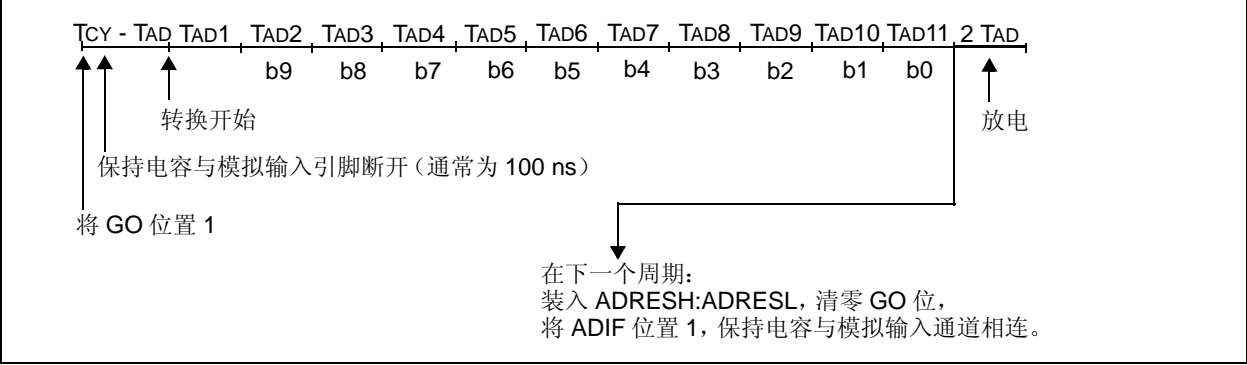 TCY - TAD TAD1 TAD2 TAD3 TAD4 TAD5 TAD6 TAD7 TAD8 TAD9 TAD10 TAD11 2 TAD
b9 b8 b7 b6 b5 b4 b3 b2 b1 b0
转换开始
放电
保持电容与模拟输入引脚断开（通常为 100 ns）
将 GO 位置 1
在下一个周期：
装入 ADRESH:ADRESL，清零 GO 位，
将 ADIF 位置 1，保持电容与模拟输入通道相连。